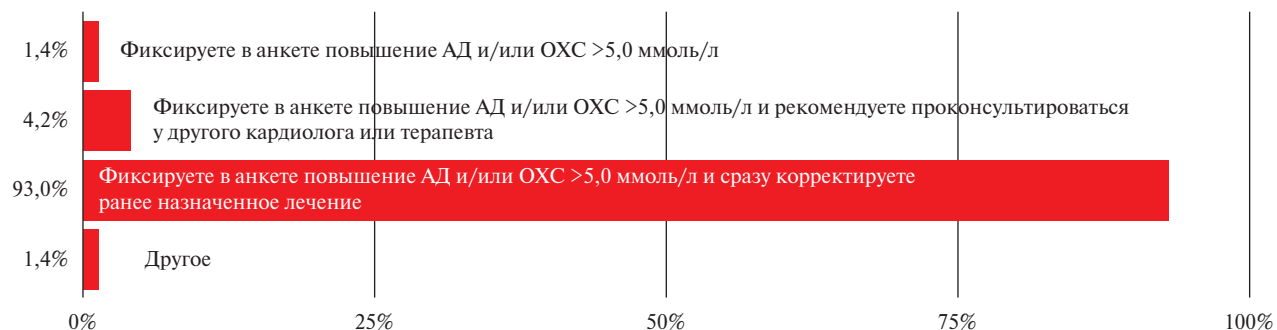 1,4%
Фиксируете в анкете повышение АД и/или ОХС >5,0 ммоль/л
4,2%
Фиксируете в анкете повышение АД и/или ОХС >5,0 ммоль/л и рекомендуете проконсультироваться
у другого кардиолога или терапевта
93,0%
Фиксируете в анкете повышение АД и/или ОХС >5,0 ммоль/л и сразу корректируете
ранее назначенное лечение
1,4%
Другое
0% 25% 50% 75% 100%